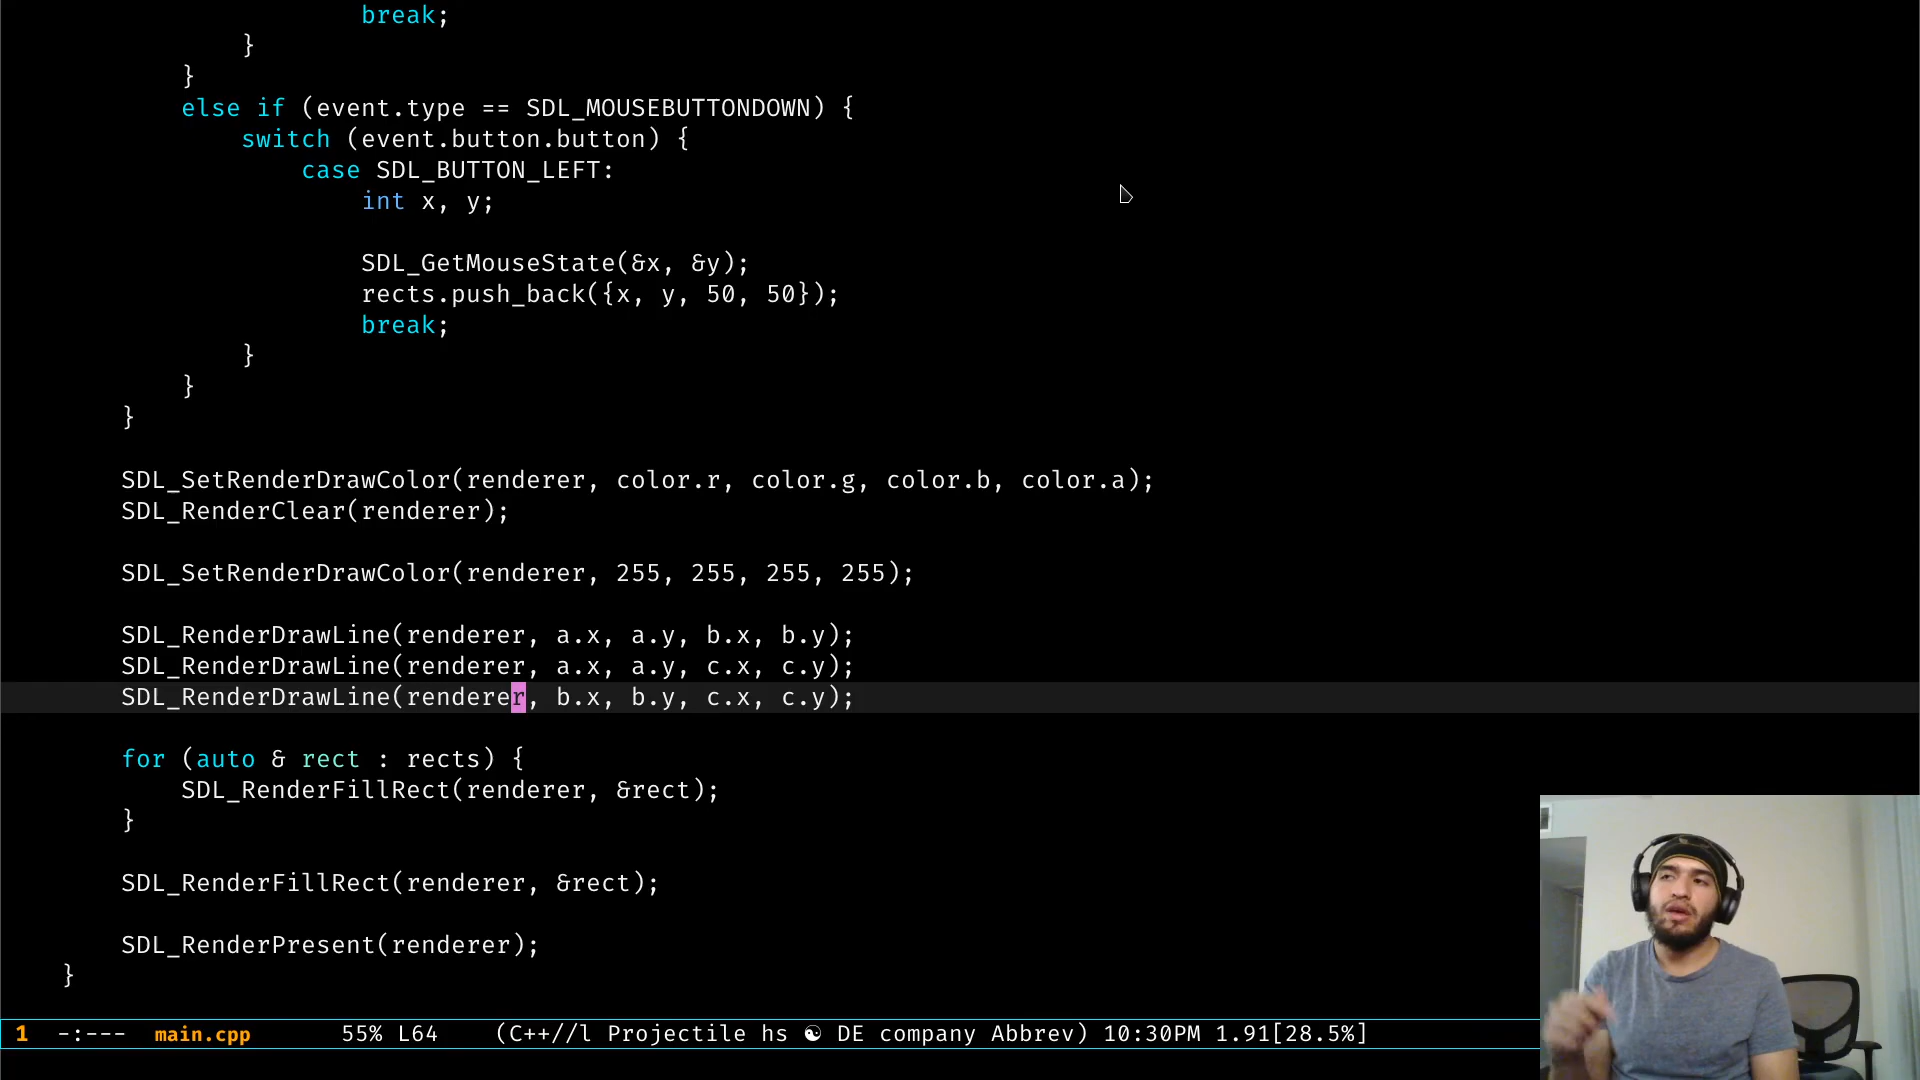 break;
}
}
else if (event.type == SDL_MOUSEBUTTONDOWN) {
switch (event.button.button) {
case SDL_BUTTON_LEFT:
int x, y;
SDL_GetMouseState(&x, &y);
rects.push_back({x, y, 50, 50});
break;
}
}
}
SDL_SetRenderDrawColor(renderer, color.r, color.g, color.b, color.a);
SDL_RenderClear(renderer);
SDL_SetRenderDrawColor(renderer, 255, 255, 255, 255);
SDL_RenderDrawLine(renderer, a.x, a.y, b.x, b.y);
SDL_RenderDrawLine(renderer, a.x, a.y, c.x, c.y);
SDL_RenderDrawLine(renderer, b.x, b.y, c.x, c.y);
for (auto & rect : rects) {
SDL_RenderFillRect(renderer, &rect);
}
SDL_RenderFillRect(renderer, &rect);
SDL_RenderPresent(renderer);
}
1 -:--- main.cpp 55% L64 (C++//l Projectile hs ☯ DE company Abbrev) 10:30PM 1.91[28.5%]